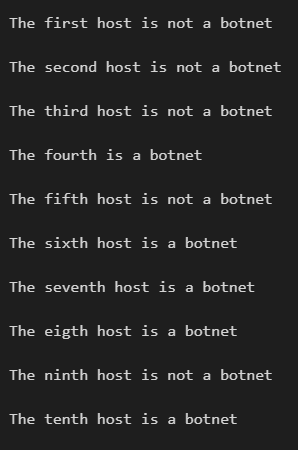 The first host is not a botnet
The second host is not a botnet
The third host is not a botnet
The fourth is a botnet
The fifth host is not a botnet
The sixth host is a botnet
The seventh host is a botnet
The eigth host is a botnet
The ninth host is not a botnet
The tenth host is a botnet